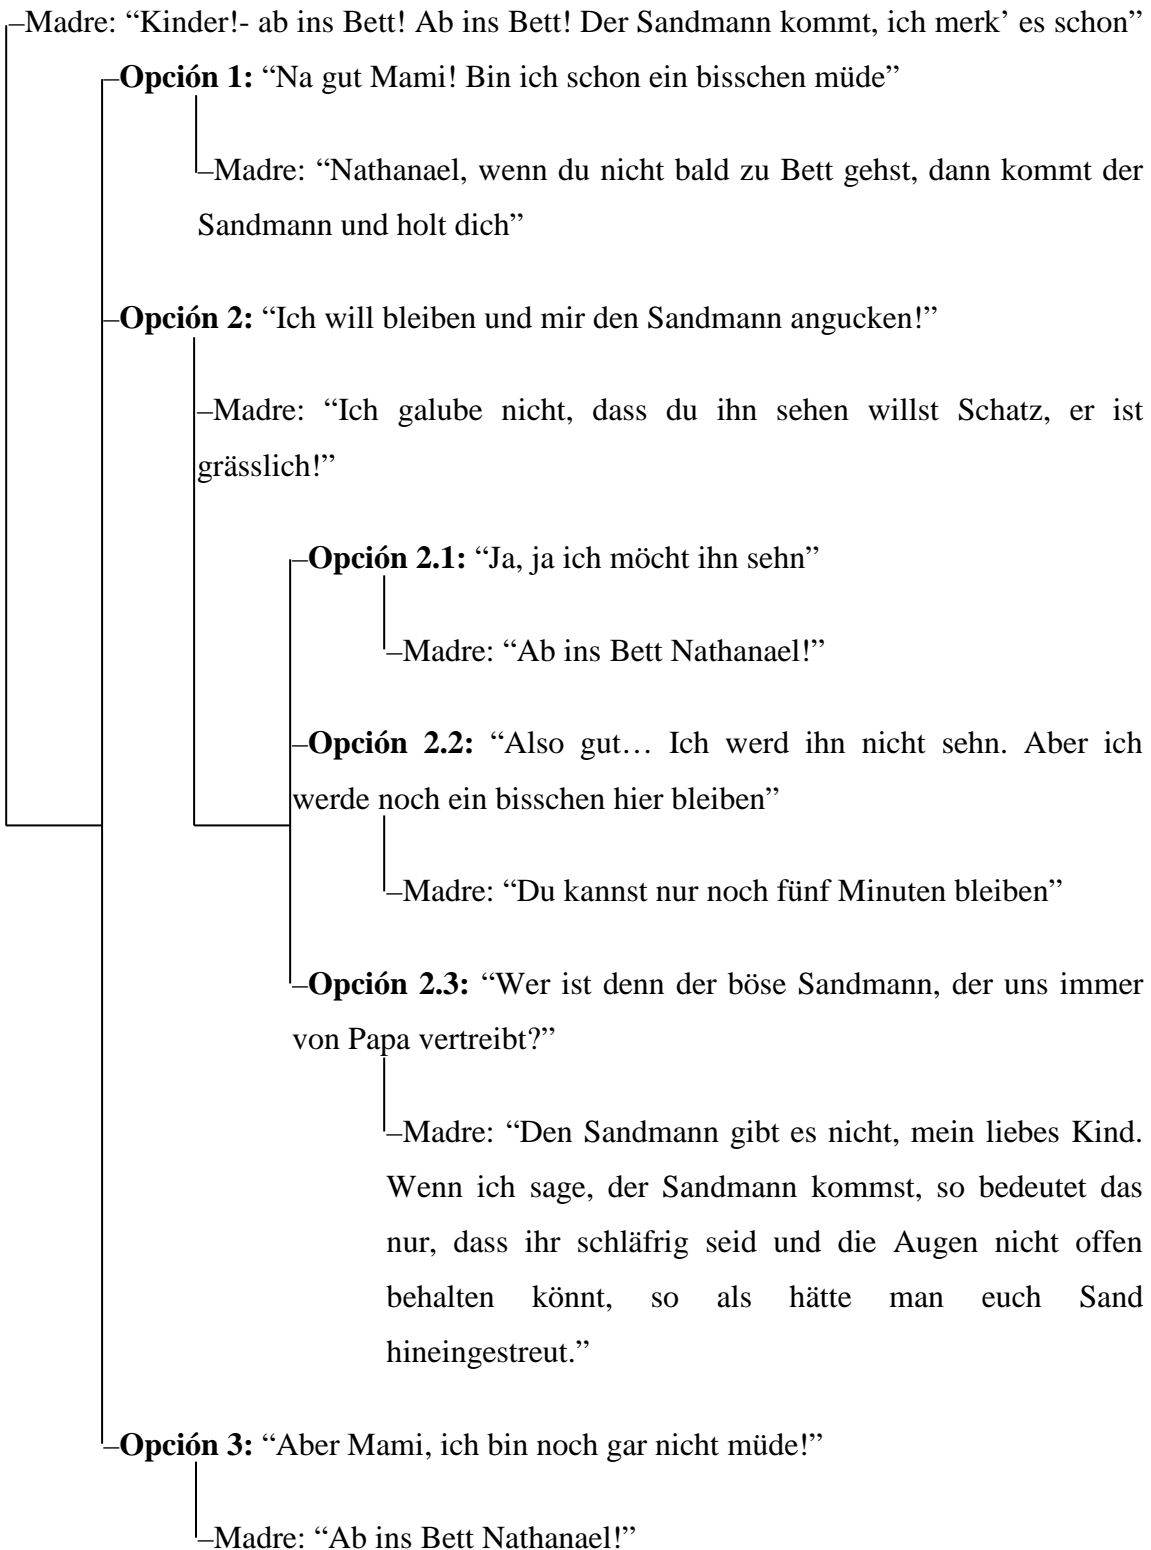 –Madre: “Kinder!- ab ins Bett! Ab ins Bett! Der Sandmann kommt, ich merk’ es schon”
–Opción 1: “Na gut Mami! Bin ich schon ein bisschen müde”
–Madre: “Nathanael, wenn du nicht bald zu Bett gehst, dann kommt der
Sandmann und holt dich”
–Opción 2: “Ich will bleiben und mir den Sandmann angucken!”
–Madre: “Ich galube nicht, dass du ihn sehen willst Schatz, er ist
grässlich!”
–Opción 2.1: “Ja, ja ich möcht ihn sehn”
–Madre: “Ab ins Bett Nathanael!”
–Opción 2.2: “Also gut… Ich werd ihn nicht sehn. Aber ich
werde noch ein bisschen hier bleiben”
–Madre: “Du kannst nur noch fünf Minuten bleiben”
–Opción 2.3: “Wer ist denn der böse Sandmann, der uns immer
von Papa vertreibt?”
–Madre: “Den Sandmann gibt es nicht, mein liebes Kind.
Wenn ich sage, der Sandmann kommst, so bedeutet das
nur, dass ihr schläfrig seid und die Augen nicht offen
behalten könnt, so als hätte man euch Sand
hineingestreut.”
–Opción 3: “Aber Mami, ich bin noch gar nicht müde!”
–Madre: “Ab ins Bett Nathanael!”